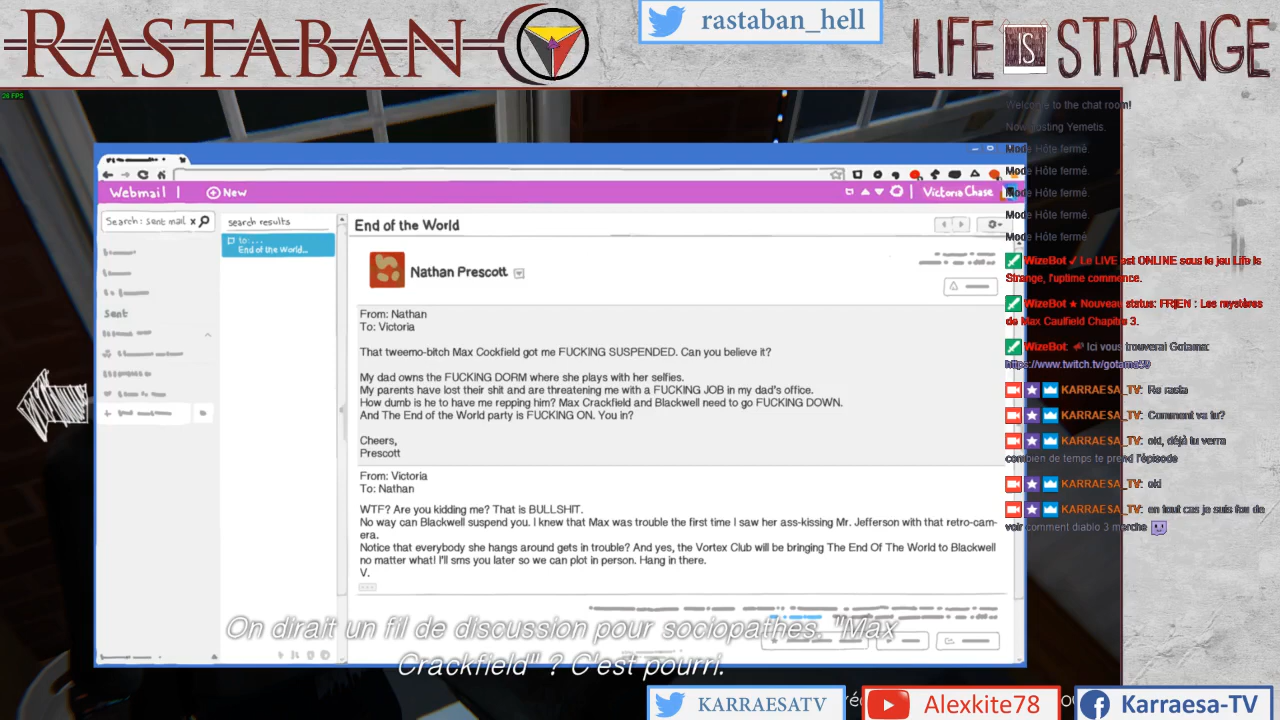 RASTABAN
rastaban_hell
LIFE IS STRANGE
26 FPS
Webmail
New
Victoria Chase
Search: sent mail x
search results
to:...
End of the World...
Sent
End of the World
Nathan Prescott
From: Nathan
To: Victoria
That tweemo-bitch Max Cockfield got me FUCKING SUSPENDED. Can you believe it?
My dad owns the FUCKING DORM where she plays with her selfies.
My parents have lost their shit and are threatening me with a FUCKING JOB in my dad's office.
How dumb is he to have me repping him? Max Crackfield and Blackwell need to go FUCKING DOWN.
And The End of the World party is FUCKING ON. You in?
Cheers,
Prescott
From: Victoria
To: Nathan
WTF? Are you kidding me? That is BULLSHIT.
No way can Blackwell suspend you. I knew that Max was trouble the first time I saw her ass-kissing Mr. Jefferson with that retro-cam-
era.
Notice that everybody she hangs around gets in trouble? And yes, the Vortex Club will be bringing The End Of The World to Blackwell
no matter what! I'll sms you later so we can plot in person. Hang in there.
V.
On dirait un fil de discussion pour sociopathes. "Max
Crackfield" ? C'est pourri.
Welcome to the chat room!
Now hosting Yemetis.
Mode Hôte fermé.
Mode Hôte fermé.
Mode Hôte fermé.
Mode Hôte fermé.
Mode Hôte fermé.
WizeBot ✓ Le LIVE est ONLINE sous le jeu Life Is
Strange, l'uptime commence.
WizeBot ★ Nouveau status: FR|EN : Les mystères
de Max Caulfield Chapitre 3.
WizeBot: Ici vous trouverai Gotama:
https://www.twitch.tv/gotama59
KARRAESA_TV: Re rasta
KARRAESA_TV: Comment va tu?
KARRAESA_TV: oki, déjà tu verra
combien de temps te prend l'épisode
KARRAESA_TV: oki
KARRAESA_TV: en tout cas je suis fan de
voir comment diablo 3 marche
KARRAESATV
Alexkite78
Karraesa-TV